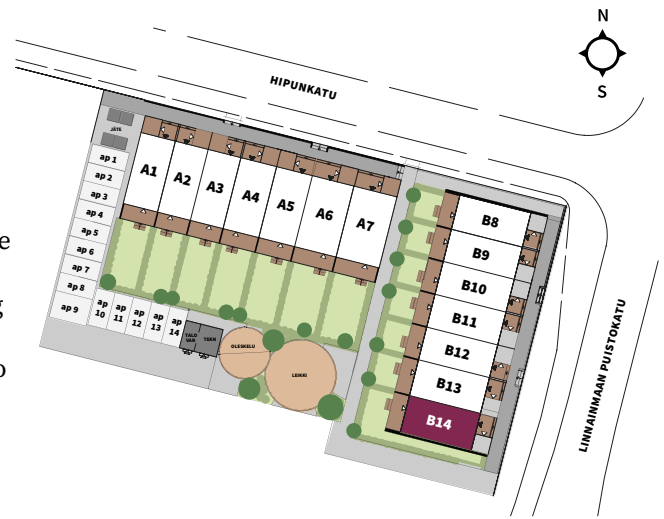 N
S
HIPUNKATU
LINNAINMAAN PUISTOKATU
JÄTE
ap 1
ap 2
ap 3
ap 4
ap 5
ap 6
ap 7
ap 8
ap 9
ap 10
ap 11
ap 12
ap 13
ap 14
A1
A2
A3
A4
A5
A6
A7
B8
B9
B10
B11
B12
B13
B14
TALO
VAR
TEKN
OLESKELU
LEIKKI
e
g
o